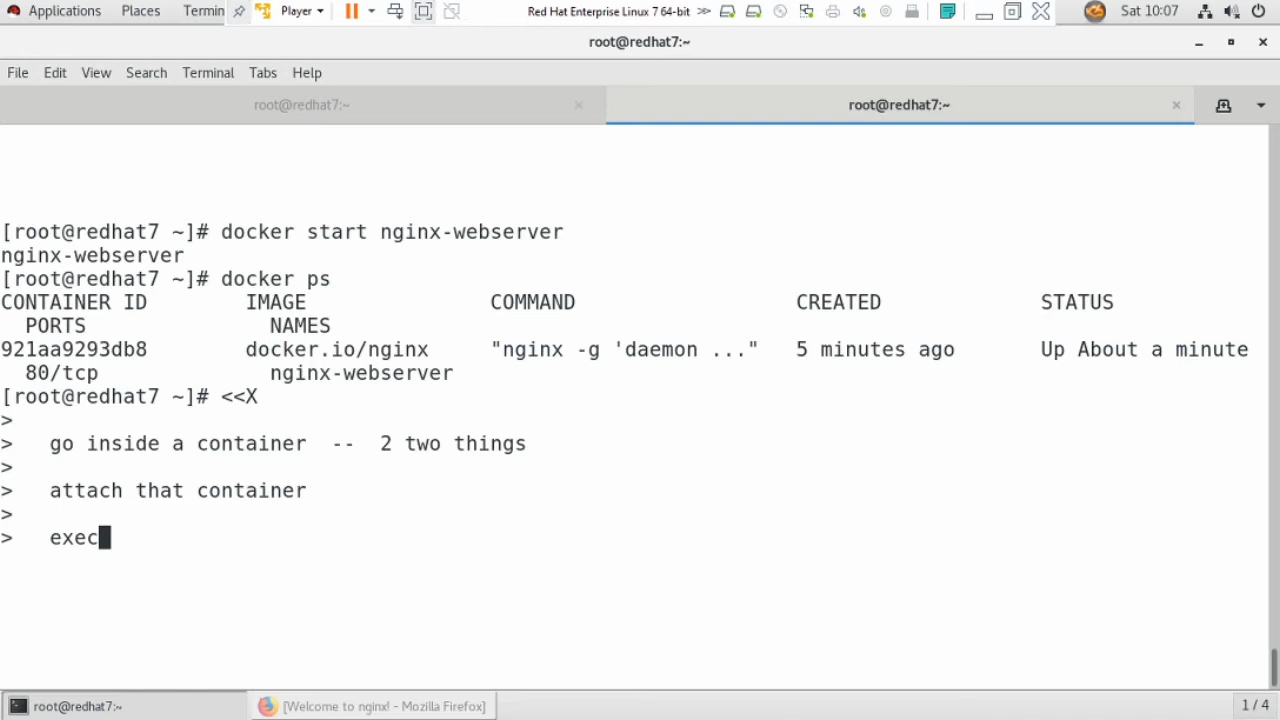 Applications Places Termin Player Red Hat Enterprise Linux 7 64-bit Sat 10:07
root@redhat7:~
File Edit View Search Terminal Tabs Help
root@redhat7:~ root@redhat7:~
[root@redhat7 ~]# docker start nginx-webserver
nginx-webserver
[root@redhat7 ~]# docker ps
CONTAINER ID IMAGE COMMAND CREATED STATUS
PORTS NAMES
921aa9293db8 docker.io/nginx "nginx -g 'daemon ..." 5 minutes ago Up About a minute
80/tcp nginx-webserver
[root@redhat7 ~]# <<X
>
> go inside a container -- 2 two things
>
> attach that container
>
> exec
root@redhat7:~ [Welcome to nginx! - Mozilla Firefox] 1 / 4